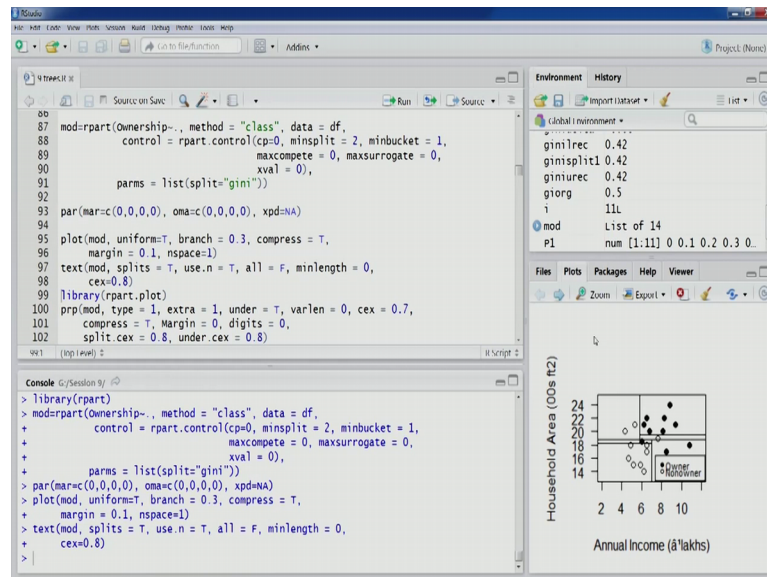 RStudio
File Edit Code View Plots Session Build Debug Profile Tools Help
Go to file/function
Addins
Project: (None)
Source on Save
Run
Source
86
87 mod=rpart(Ownership~., method = "class", data = df,
88 control = rpart.control(cp=0, minsplit = 2, minbucket = 1,
89 maxcompete = 0, maxsurrogate = 0,
90 xval = 0),
91 parms = list(split="gini"))
92
93 par(mar=c(0,0,0,0), oma=c(0,0,0,0), xpd=NA)
94
95 plot(mod, uniform=T, branch = 0.3, compress = T,
96 margin = 0.1, nspace=1)
97 text(mod, splits = T, use.n = T, all = F, minlength = 0,
98 cex=0.8)
99 library(rpart.plot)
100 prp(mod, type = 1, extra = 1, under = T, varlen = 0, cex = 0.7,
101 compress = T, Margin = 0, digits = 0,
102 split.cex = 0.8, under.cex = 0.8)
99:1 (Top Level) R Script
Console G:/Session 9/
> library(rpart)
> mod=rpart(Ownership~., method = "class", data = df,
+ control = rpart.control(cp=0, minsplit = 2, minbucket = 1,
+ maxcompete = 0, maxsurrogate = 0,
+ xval = 0),
+ parms = list(split="gini"))
> par(mar=c(0,0,0,0), oma=c(0,0,0,0), xpd=NA)
> plot(mod, uniform=T, branch = 0.3, compress = T,
+ margin = 0.1, nspace=1)
> text(mod, splits = T, use.n = T, all = F, minlength = 0,
+ cex=0.8)
>
Environment History
Import Dataset List
Global Environment
ginilrec 0.42
ginisplit1 0.42
giniurec 0.42
giorg 0.5
i 11L
mod List of 14
P1 num [1:11] 0 0.1 0.2 0.3 0…
Files Plots Packages Help Viewer
Zoom Export
Household Area (00s ft2)
24
22
20
18
16
14
Owner
Nonowner
2 4 6 8 10
Annual Income (â'lakhs)